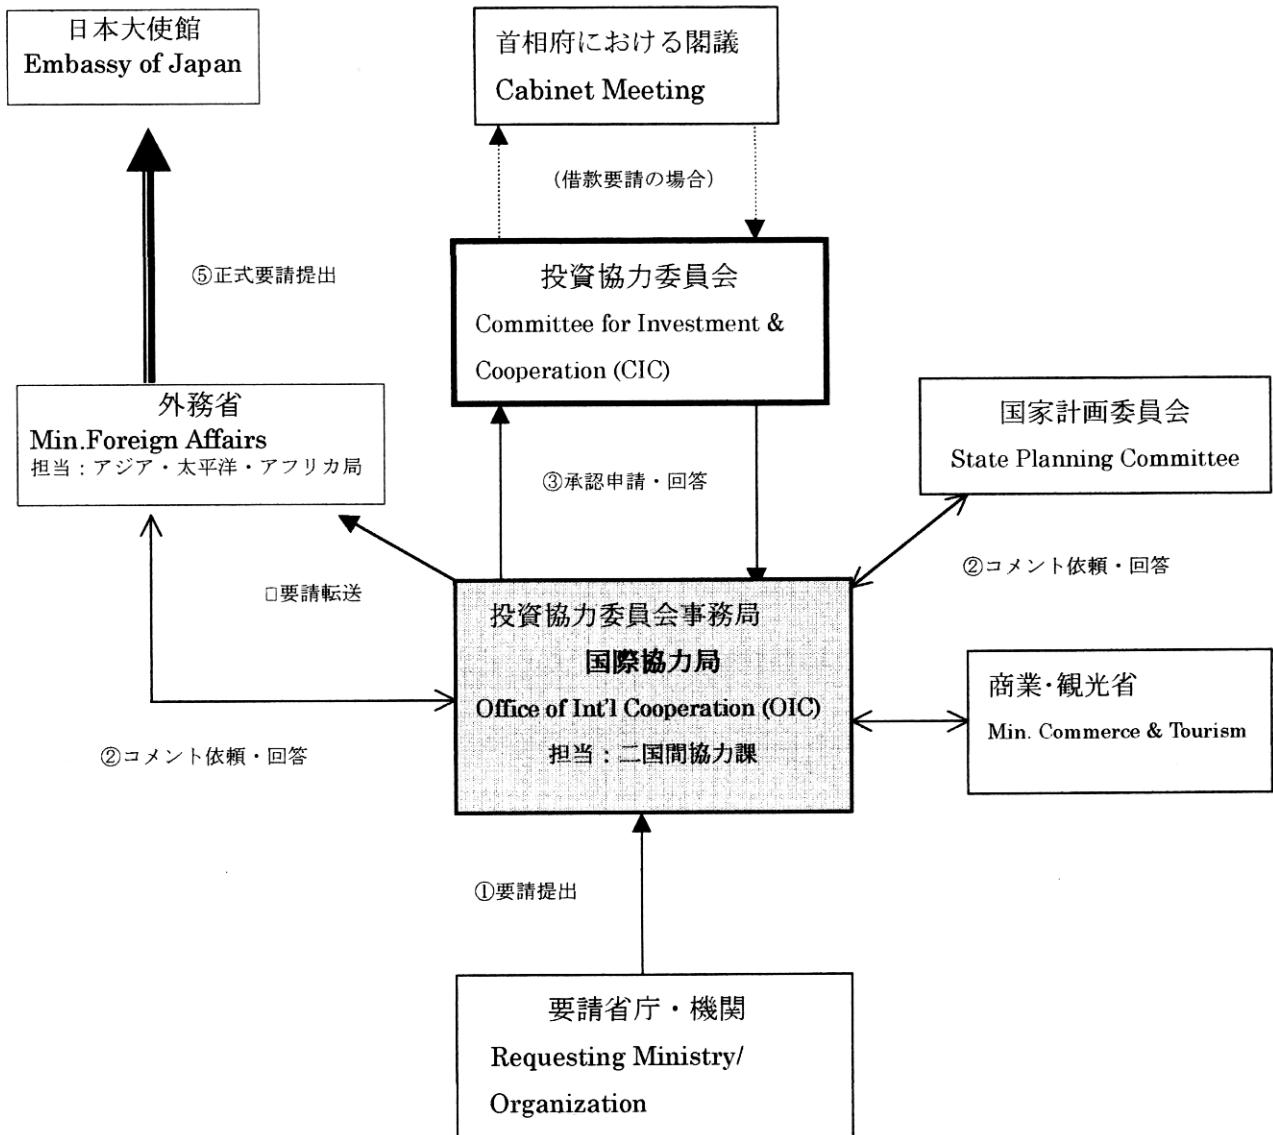 日本大使館
Embassy of Japan
首相府における閣議
Cabinet Meeting
(借款要請の場合)
⑤正式要請提出
投資協力委員会
Committee for Investment &
Cooperation (CIC)
外務省
Min.Foreign Affairs
担当：アジア・太平洋・アフリカ局
国家計画委員会
State Planning Committee
③承認申請・回答
②コメント依頼・回答
□要請転送
投資協力委員会事務局
国際協力局
Office of Int'l Cooperation (OIC)
担当：二国間協力課
商業・観光省
Min. Commerce & Tourism
②コメント依頼・回答
①要請提出
要請省庁・機関
Requesting Ministry/
Organization